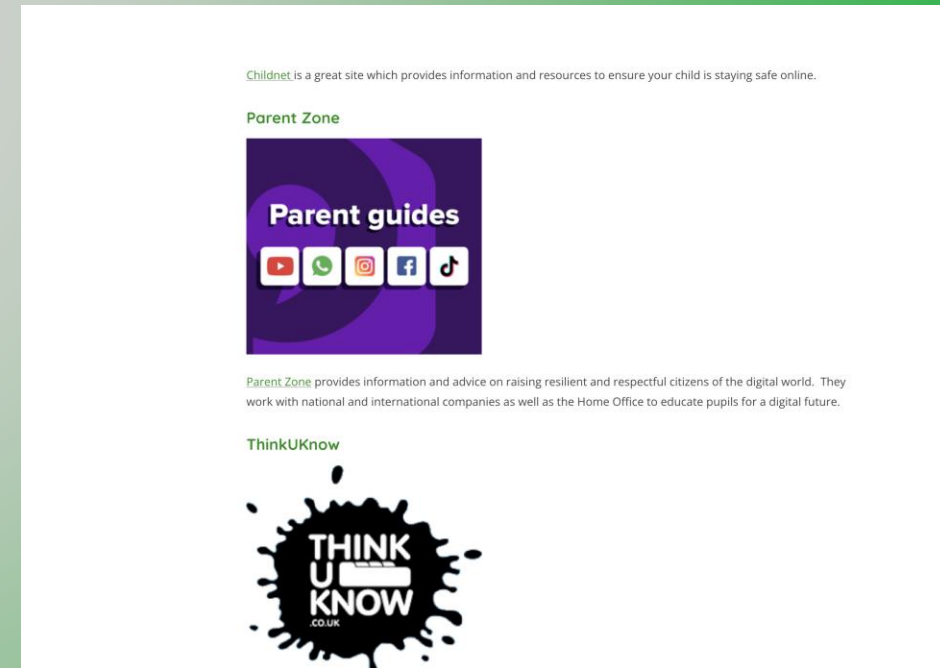 Childnet is a great site which provides information and resources to ensure your child is staying safe online.
Parent Zone
Parent guides
Parent Zone provides information and advice on raising resilient and respectful citizens of the digital world.  They
work with national and international companies as well as the Home Office to educate pupils for a digital future.
ThinkUKnow
THINK
U
KNOW
.CO.UK